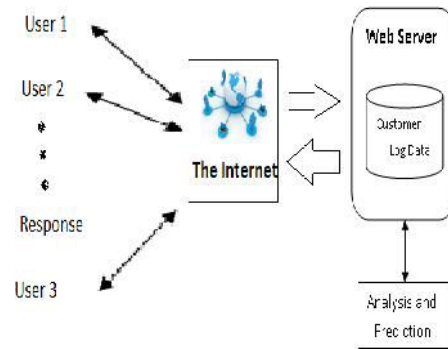 User 1
User 2
Response
User 3
The Internet
Web Server
Customer
Log Data
Analysis and
Prediction